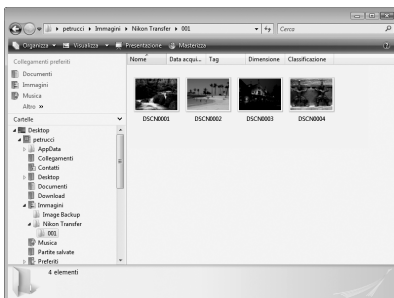 petrucci ▸ Immagini ▸ Nikon Transfer ▸ 001
Cerca
Organizza Visualizza Presentazione Masterizza
Collegamenti preferiti
Documenti
Immagini
Musica
Altro »
Cartelle
Desktop
petrucci
AppData
Collegamenti
Contatti
Desktop
Documenti
Download
Immagini
Image Backup
Nikon Transfer
001
Musica
Partite salvate
Preferiti
Nome Data acqui... Tag Dimensione Classificazione
DSCN0001 DSCN0002 DSCN0003 DSCN0004
4 elementi